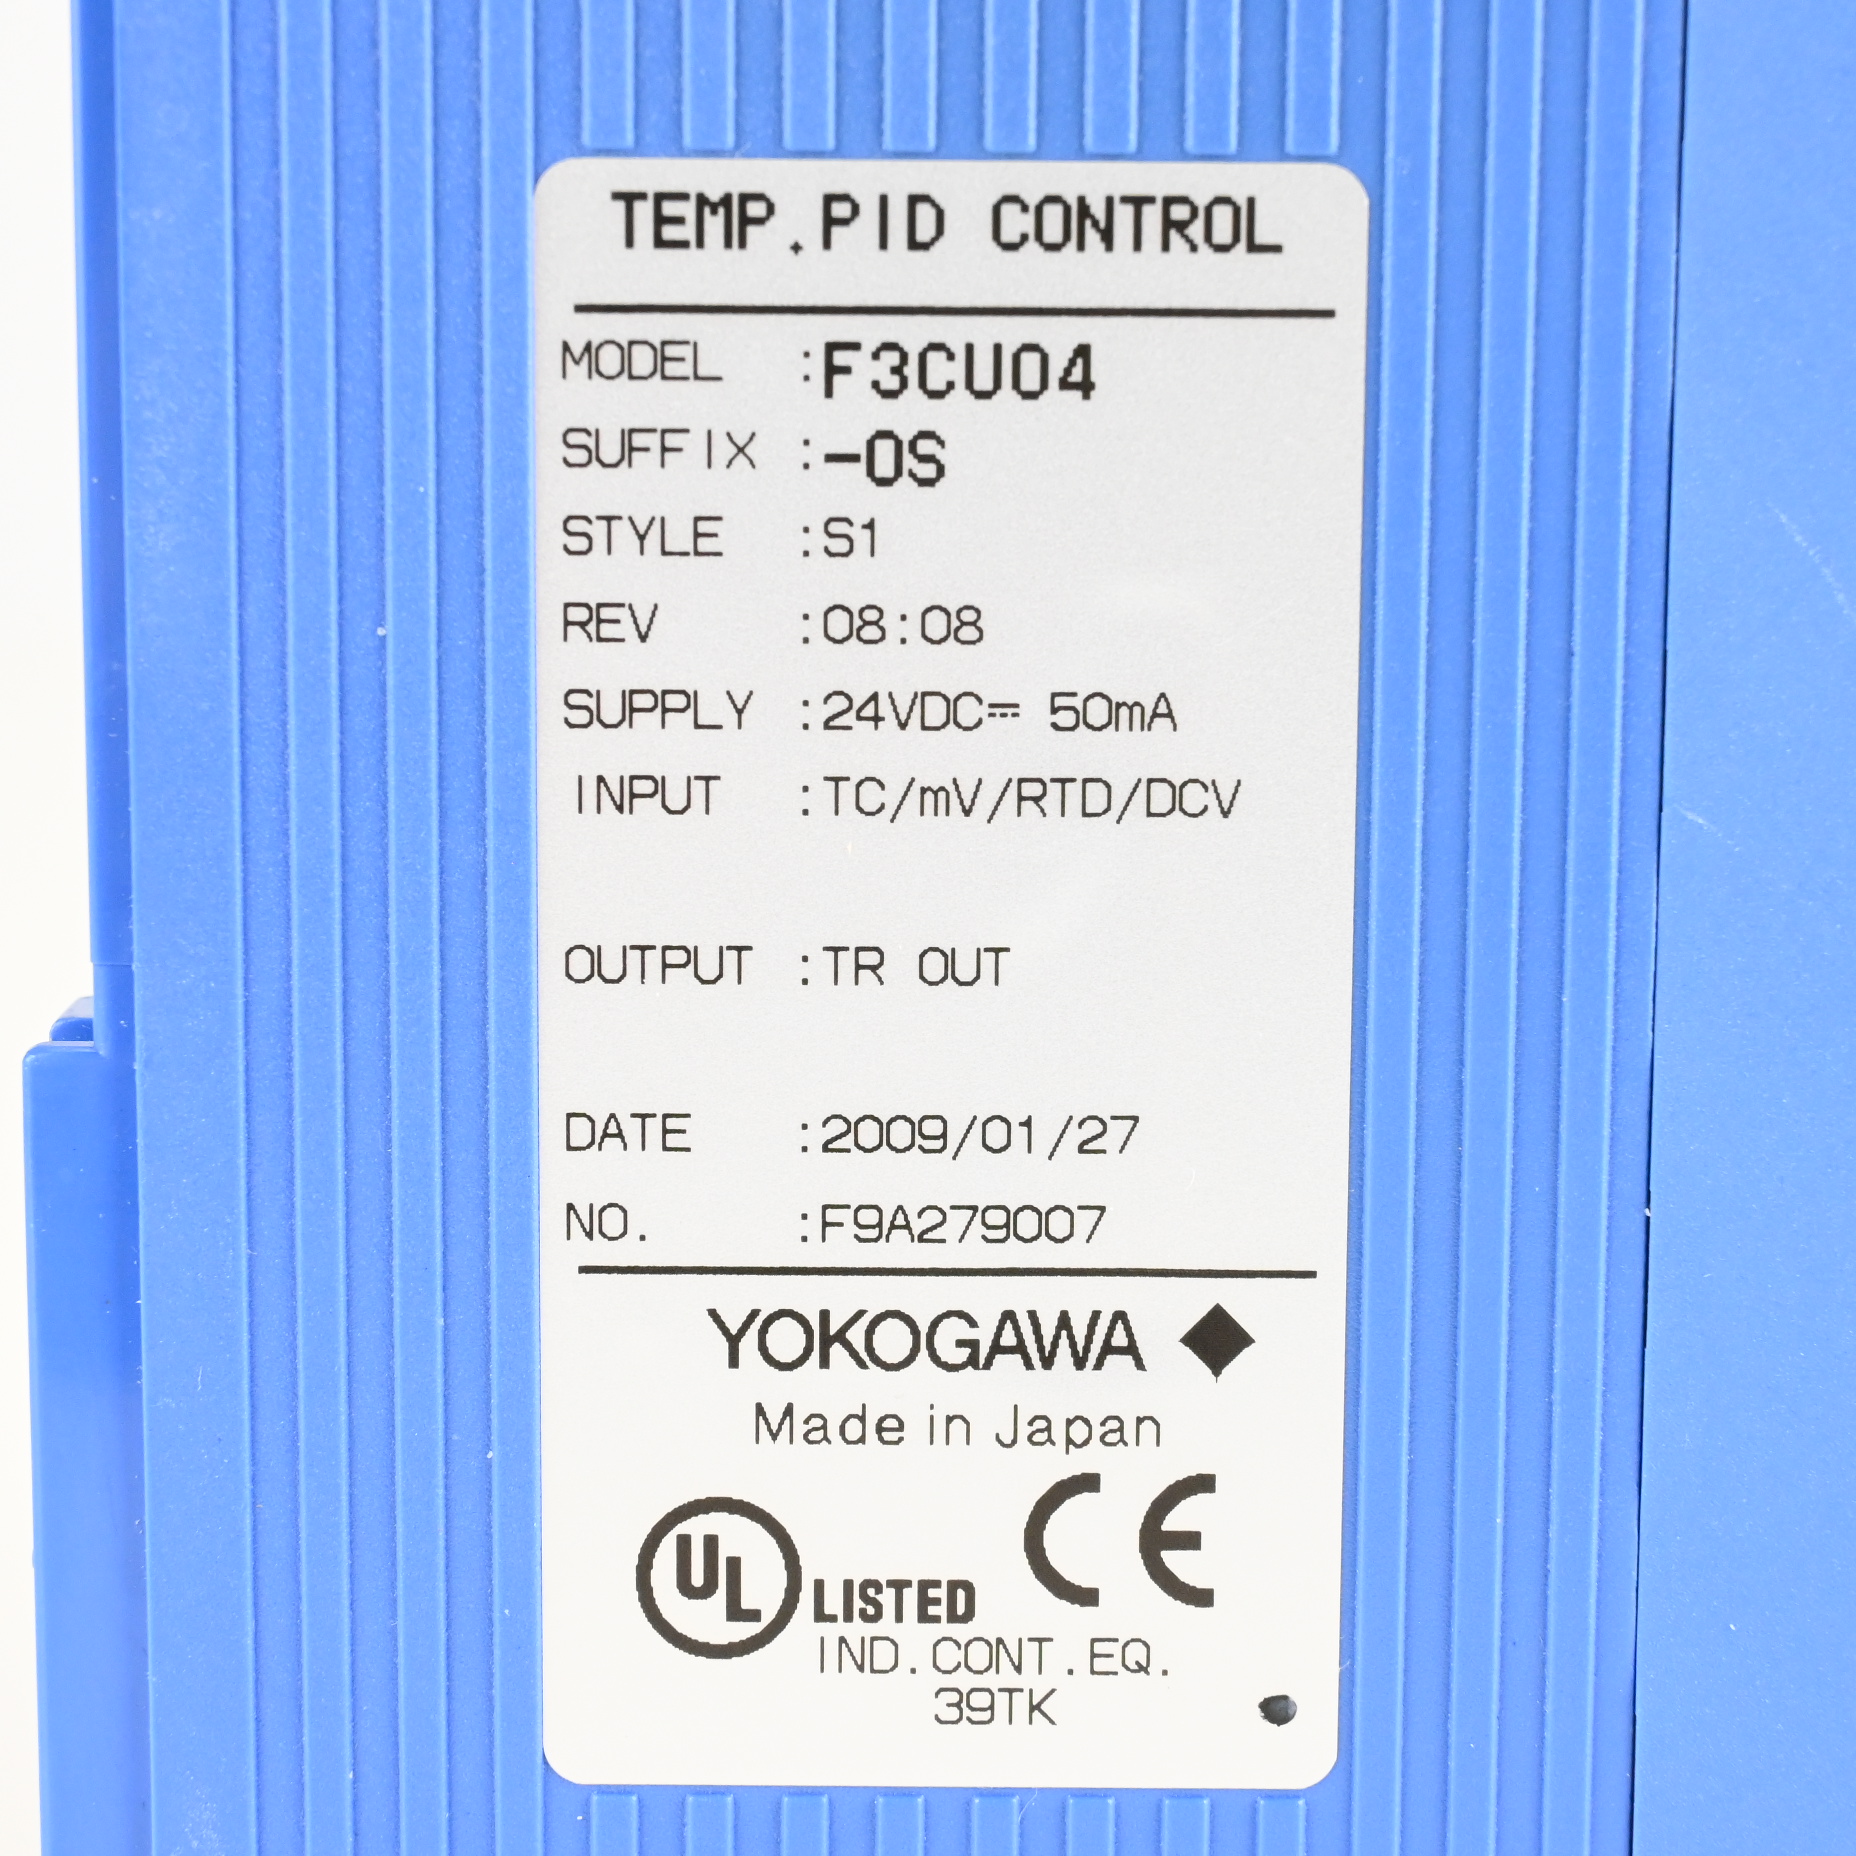 TEMP.PID CONTROL
MODEL :F3CU04
SUFFIX :-0S
STYLE :S1
REV :08:08
SUPPLY :24VDC⎓ 50mA
INPUT :TC/mV/RTD/DCV
OUTPUT :TR OUT
DATE :2009/01/27
NO. :F9A279007
YOKOGAWA ◆
Made in Japan
UL LISTED CE
IND.CONT.EQ.
39TK